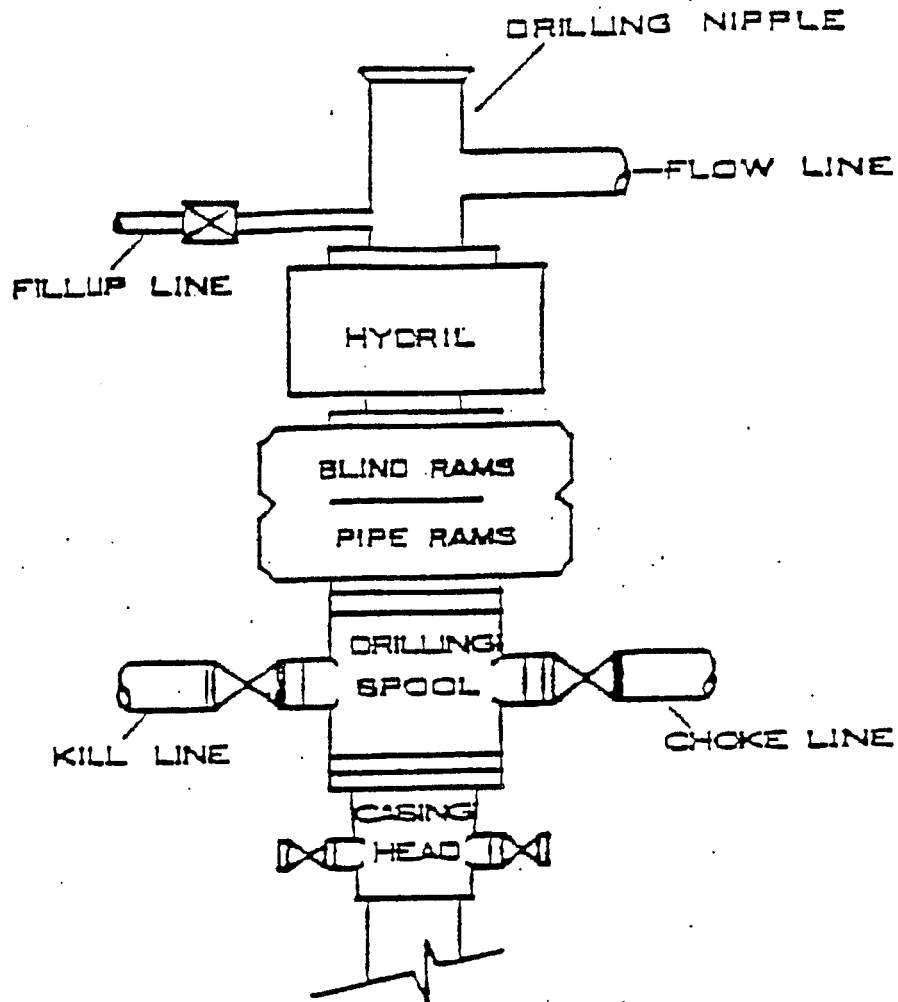 DRILLING NIPPLE
FLOW LINE
FILLUP LINE
HYDRIL
BLIND RAMS
PIPE RAMS
DRILLING
SPOOL
KILL LINE
CHOKE LINE
CASING
HEAD